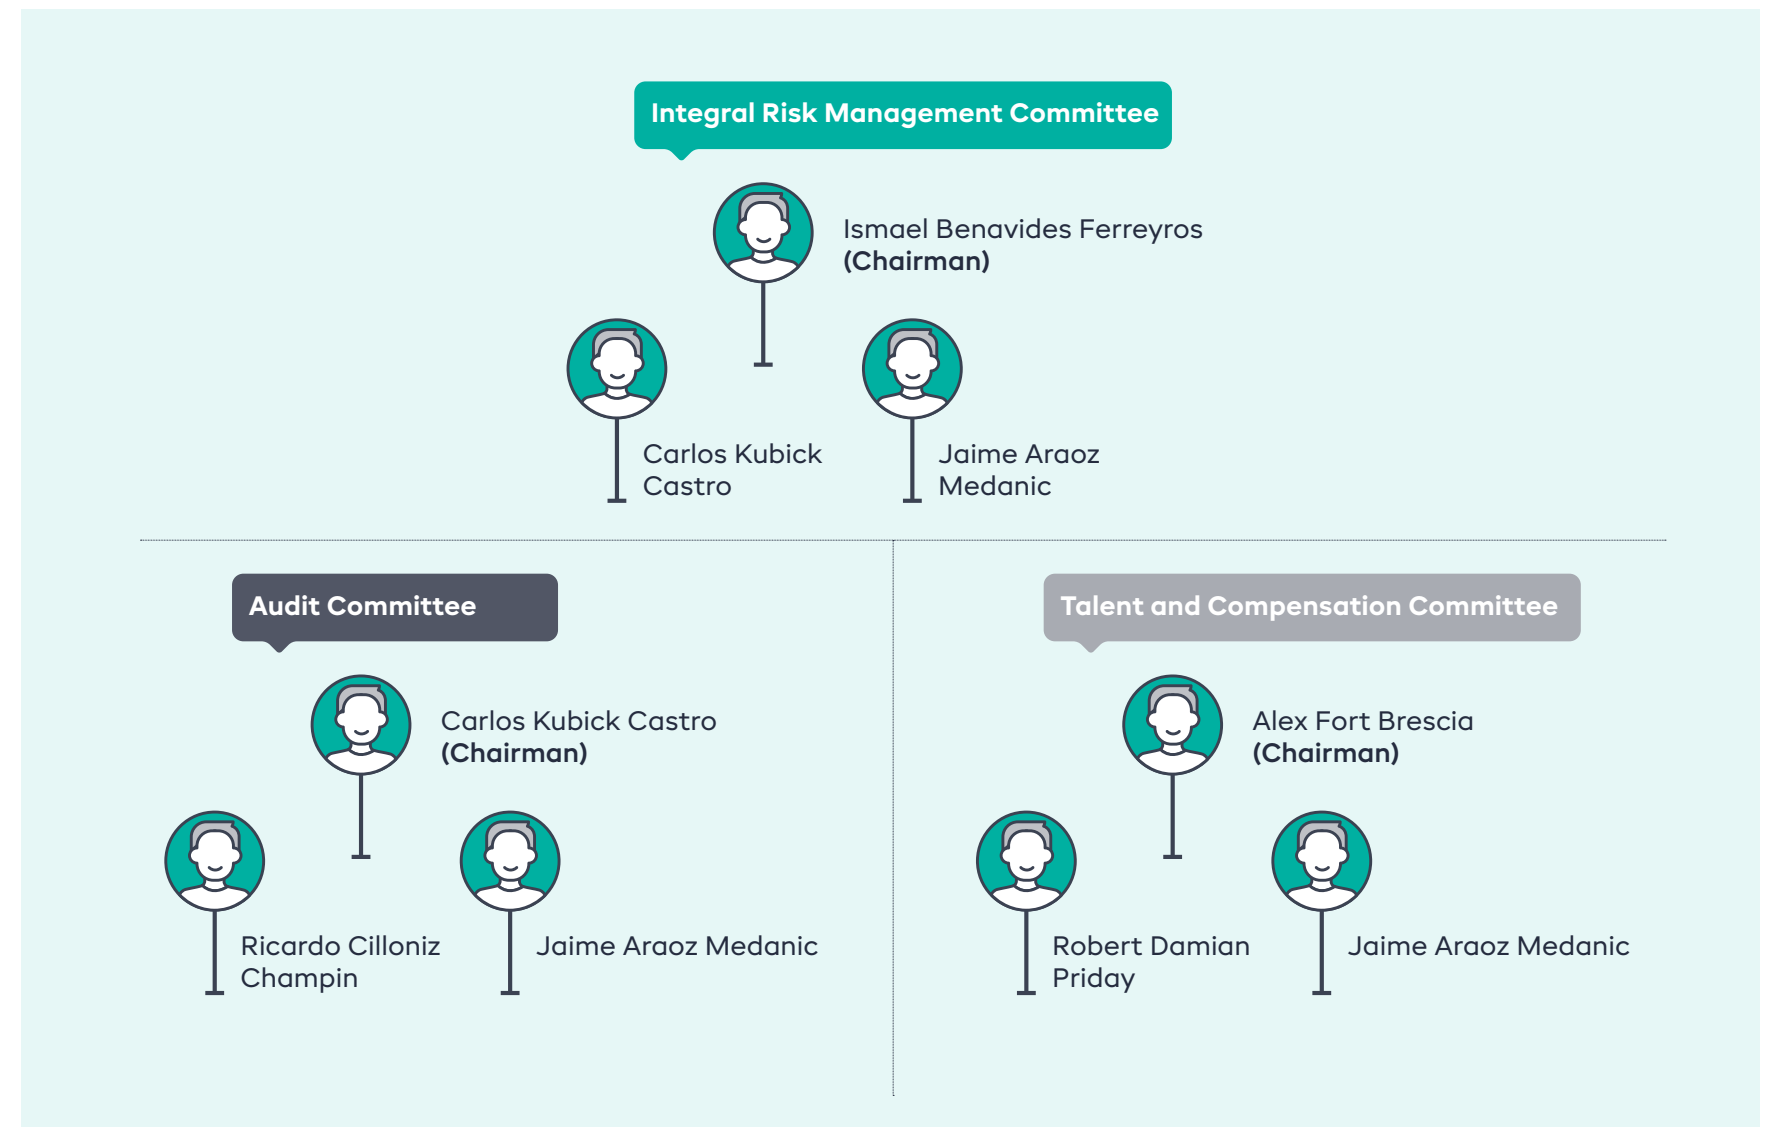 Integral Risk Management Committee
Ismael Benavides Ferreyros
(Chairman)
Carlos Kubick
Castro
Jaime Araoz
Medanic
Audit Committee
Carlos Kubick Castro
(Chairman)
Ricardo Cilloniz
Champin
Jaime Araoz Medanic
Talent and Compensation Committee
Alex Fort Brescia
(Chairman)
Robert Damian
Priday
Jaime Araoz Medanic